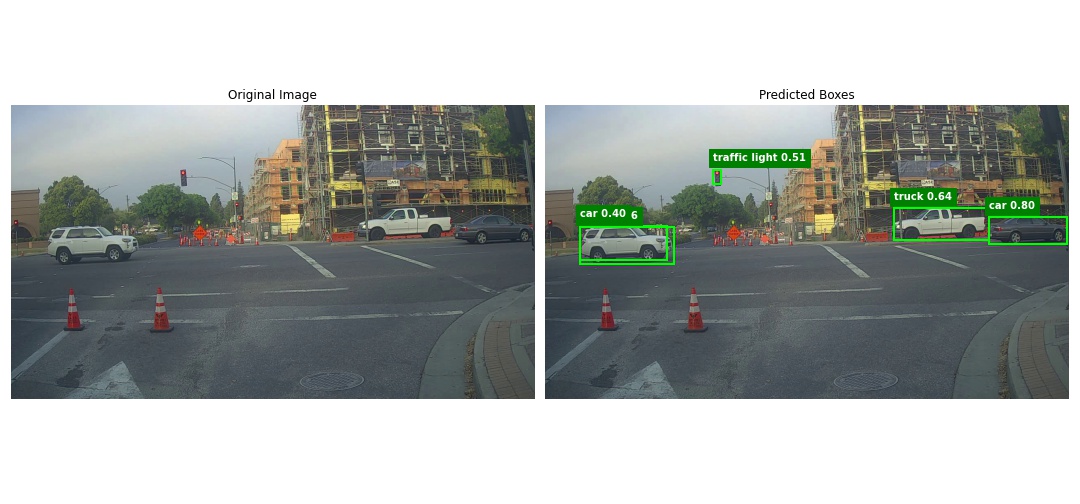 Original Image
Predicted Boxes
traffic light 0.51
truck 0.64
car 0.80
car 0.40
6